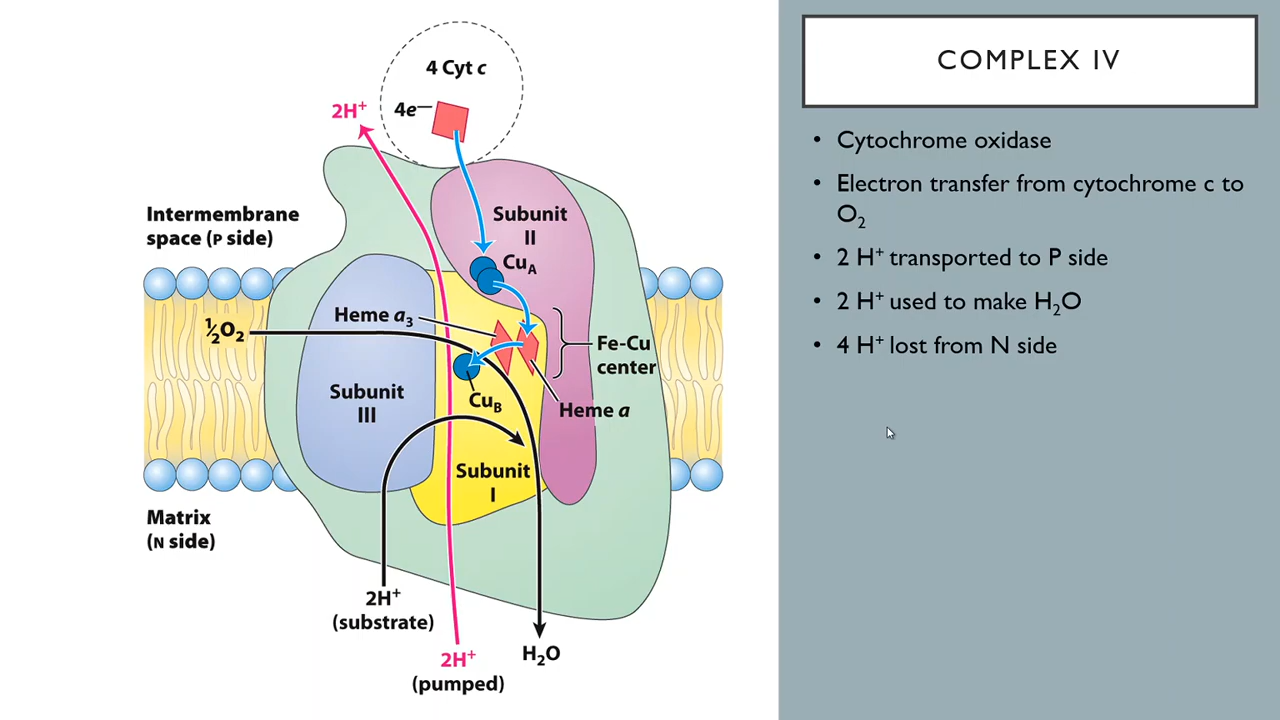 4 Cyt c
4e⁻
2H⁺
Intermembrane
space (P side)
Subunit
II
Cu_A
Heme a₃
½O₂
Fe-Cu
center
Subunit
III
Cu_B
Heme a
Subunit
I
Matrix
(N side)
2H⁺
(substrate)
2H⁺
(pumped)
H₂O
COMPLEX IV
• Cytochrome oxidase
• Electron transfer from cytochrome c to
O₂
• 2 H⁺ transported to P side
• 2 H⁺ used to make H₂O
• 4 H⁺ lost from N side